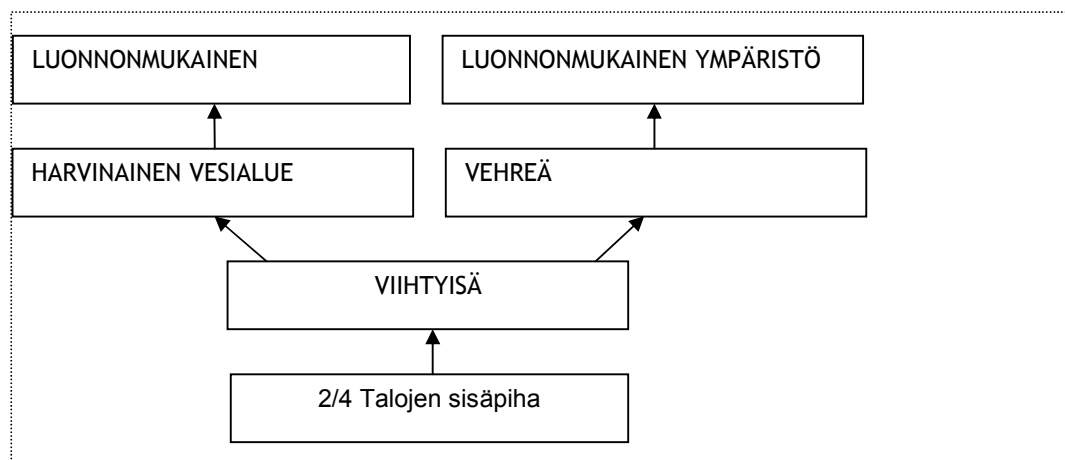 LUONNONMUKAINEN
LUONNONMUKAINEN YMPÄRISTÖ
HARVINAINEN VESIALUE
VEHREÄ
VIIHTYISÄ
2/4 Talojen sisäpiha